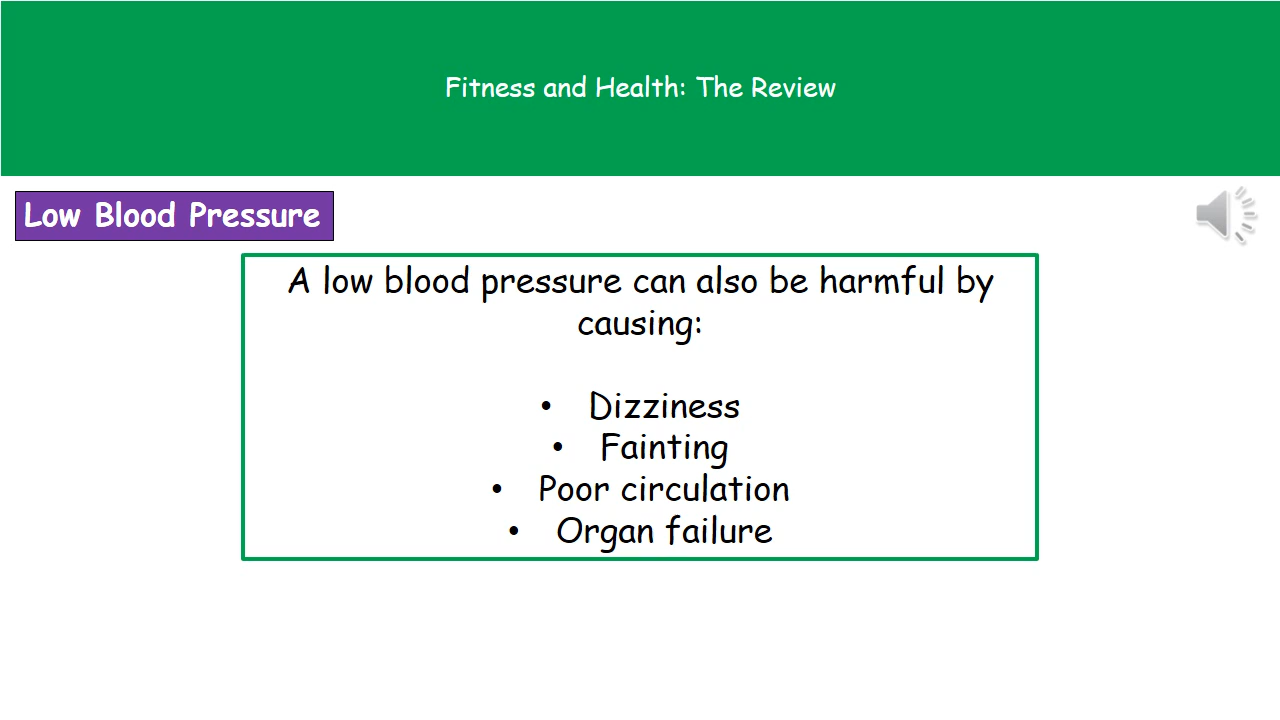 Fitness and Health: The Review
Low Blood Pressure
A low blood pressure can also be harmful by
causing:
• Dizziness
• Fainting
• Poor circulation
• Organ failure